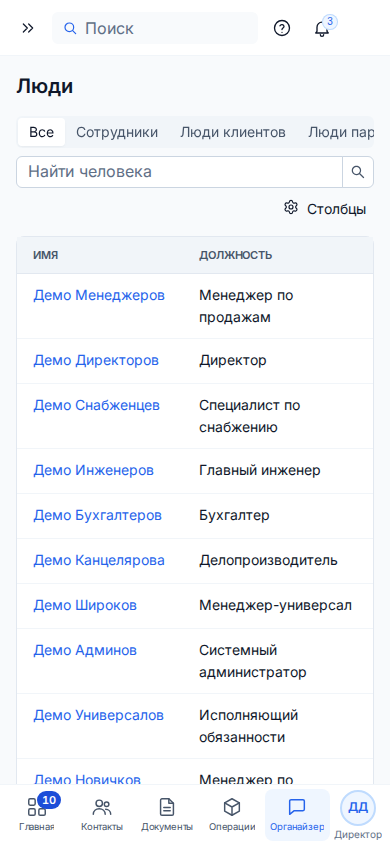 Поиск
3
Люди
Все Сотрудники Люди клиентов Люди пар
Найти человека
Столбцы
ИМЯ ДОЛЖНОСТЬ
Демо Менеджеров Менеджер по
продажам
Демо Директоров Директор
Демо Снабженцев Специалист по
снабжению
Демо Инженеров Главный инженер
Демо Бухгалтеров Бухгалтер
Демо Канцелярова Делопроизводитель
Демо Широков Менеджер-универсал
Демо Админов Системный
администратор
Демо Универсалов Исполняющий
обязанности
Демо Новичков Менеджер по
10 ДД
Главная Контакты Документы Операции Органайзер Директор